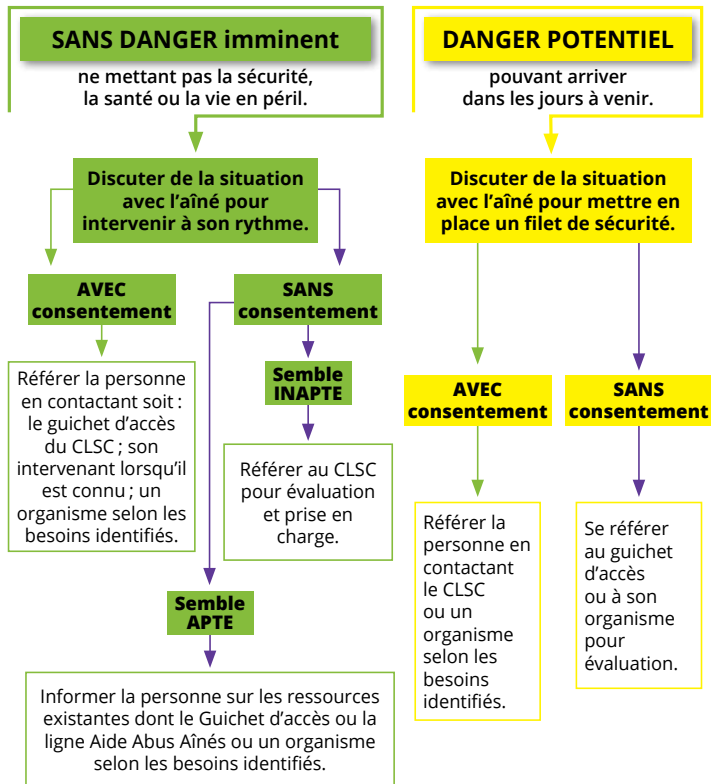 SANS DANGER imminent
ne mettant pas la sécurité,
la santé ou la vie en péril.
Discuter de la situation
avec l’aîné pour
intervenir à son rythme.
AVEC
consentement
Référer la personne
en contactant soit :
le guichet d’accès
du CLSC ; son
intervenant lorsqu’il
est connu ; un
organisme selon les
besoins identifiés.
SANS
consentement
Semble
INAPTE
Référer au CLSC
pour évaluation
et prise en
charge.
Semble
APTE
Informer la personne sur les ressources
existantes dont le Guichet d’accès ou la
ligne Aide Abus Aînés ou un organisme
selon les besoins identifiés.
DANGER POTENTIEL
pouvant arriver
dans les jours à venir.
Discuter de la situation
avec l’aîné pour mettre en
place un filet de sécurité.
AVEC
consentement
Référer la
personne en
contactant
le CLSC
ou un
organisme
selon les
besoins
identifiés.
SANS
consentement
Se référer
au guichet
d’accès
ou à son
organisme
pour
évaluation.